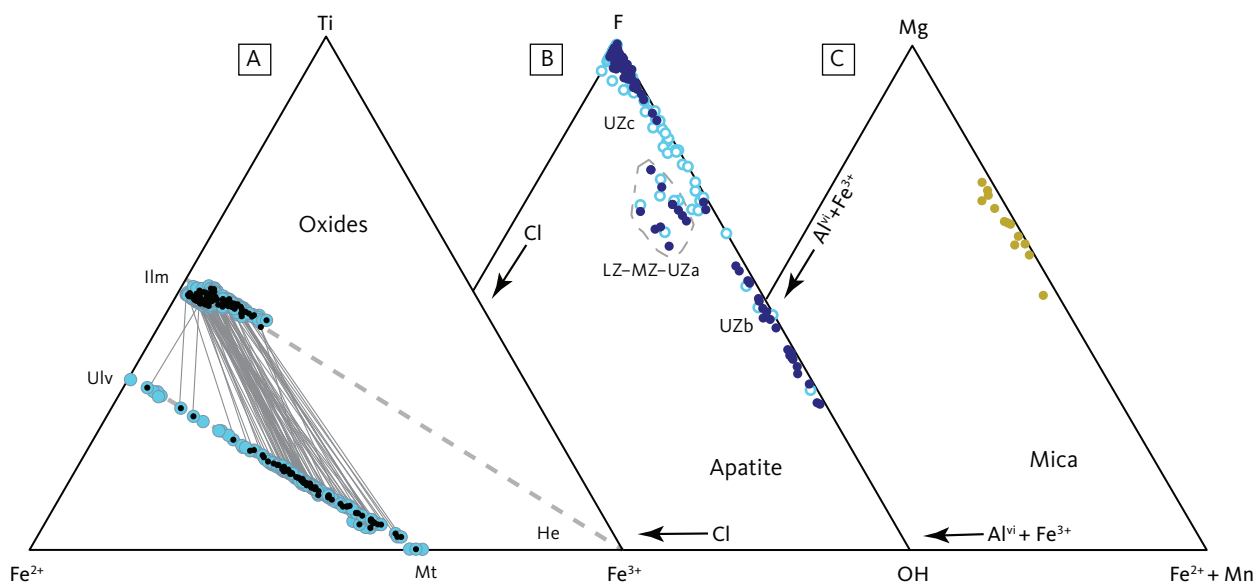 Ti
A
F
B
Mg
C
UZc
Oxides
Cl
Al^vi+Fe^3+
Ilm
LZ–MZ–UZa
UZb
Ulv
Apatite
Mica
He
Cl
Al^vi + Fe^3+
Fe^2+
Mt
Fe^3+
OH
Fe^2+ + Mn